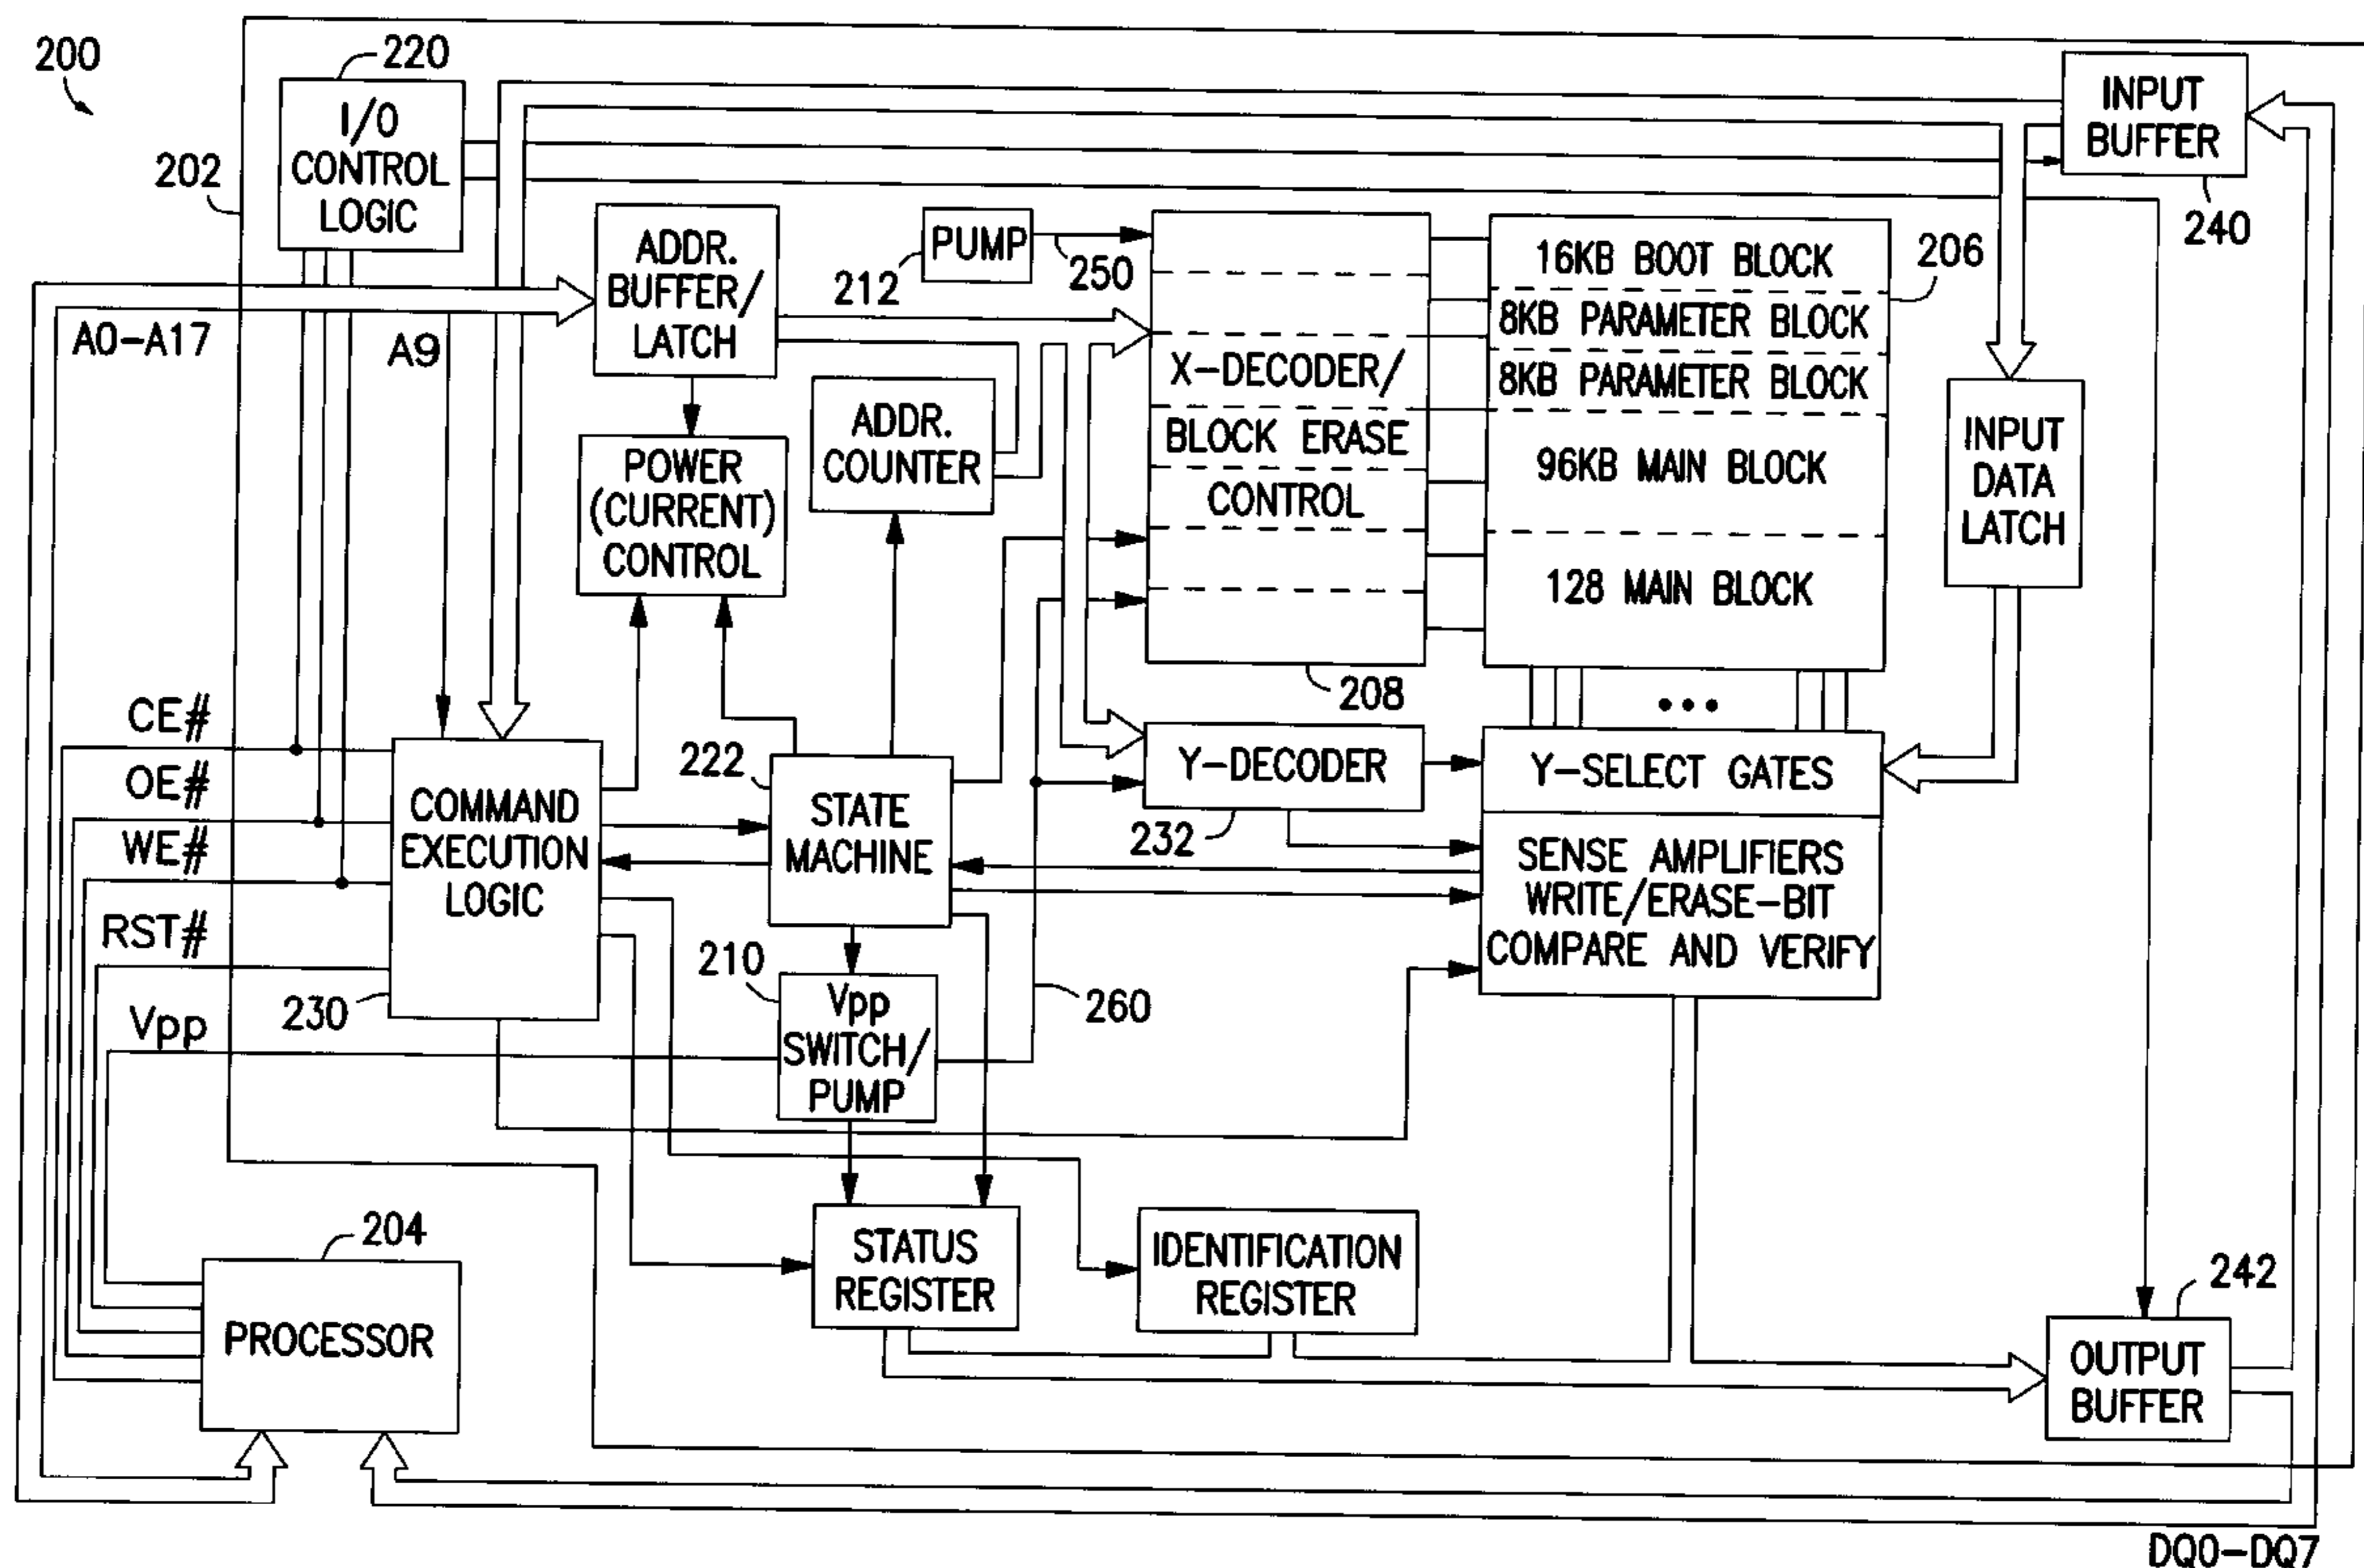 200
220
I/O
CONTROL
LOGIC
202
INPUT
BUFFER
240
ADDR.
BUFFER/
LATCH
PUMP
212
250
16KB BOOT BLOCK
206
8KB PARAMETER BLOCK
8KB PARAMETER BLOCK
96KB MAIN BLOCK
128 MAIN BLOCK
A0-A17
A9
X-DECODER/
BLOCK ERASE
CONTROL
208
ADDR.
COUNTER
POWER
(CURRENT)
CONTROL
INPUT
DATA
LATCH
CE#
OE#
WE#
RST#
Vpp
COMMAND
EXECUTION
LOGIC
230
222
STATE
MACHINE
Y-DECODER
232
Y-SELECT GATES
SENSE AMPLIFIERS
WRITE/ERASE-BIT
COMPARE AND VERIFY
210
Vpp
SWITCH/
PUMP
260
204
PROCESSOR
STATUS
REGISTER
IDENTIFICATION
REGISTER
242
OUTPUT
BUFFER
DQ0-DQ7